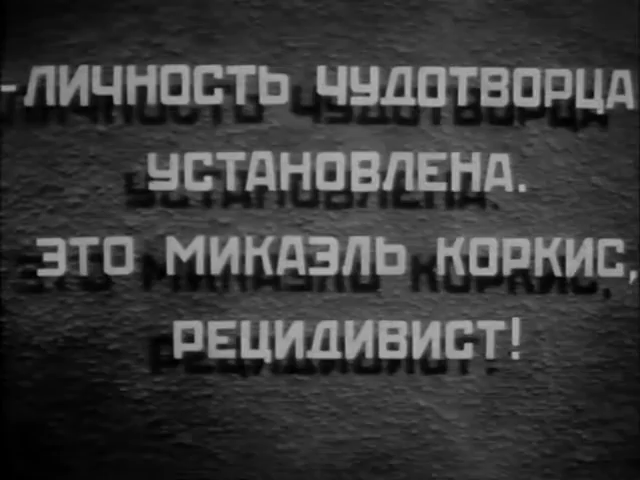 -ЛИЧНОСТЬ ЧУДОТВОРЦА
УСТАНОВЛЕНА.
ЭТО МИКАЭЛЬ КОРКИС,
РЕЦИДИВИСТ!